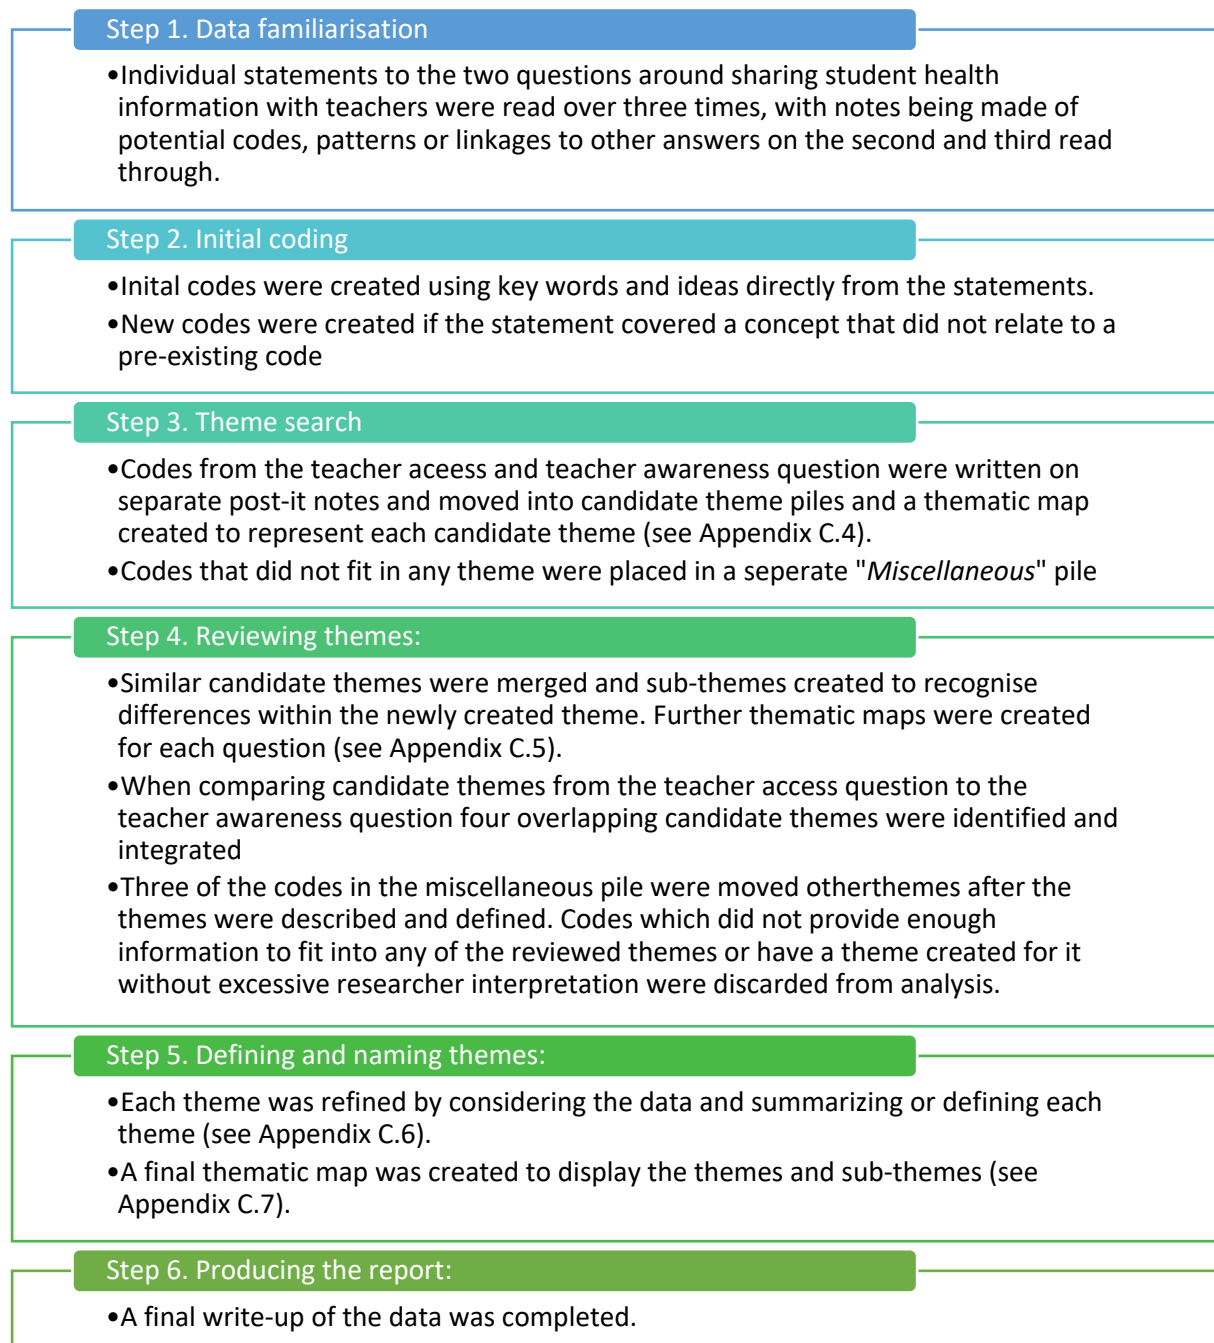 Step 1. Data familiarisation
•Individual statements to the two questions around sharing student health
information with teachers were read over three times, with notes being made of
potential codes, patterns or linkages to other answers on the second and third read
through.
Step 2. Initial coding
•Inital codes were created using key words and ideas directly from the statements.
•New codes were created if the statement covered a concept that did not relate to a
pre-existing code
Step 3. Theme search
•Codes from the teacher aceess and teacher awareness question were written on
separate post-it notes and moved into candidate theme piles and a thematic map
created to represent each candidate theme (see Appendix C.4).
•Codes that did not fit in any theme were placed in a seperate "Miscellaneous" pile
Step 4. Reviewing themes:
•Similar candidate themes were merged and sub-themes created to recognise
differences within the newly created theme. Further thematic maps were created
for each question (see Appendix C.5).
•When comparing candidate themes from the teacher access question to the
teacher awareness question four overlapping candidate themes were identified and
integrated
•Three of the codes in the miscellaneous pile were moved otherthemes after the
themes were described and defined. Codes which did not provide enough
information to fit into any of the reviewed themes or have a theme created for it
without excessive researcher interpretation were discarded from analysis.
Step 5. Defining and naming themes:
•Each theme was refined by considering the data and summarizing or defining each
theme (see Appendix C.6).
•A final thematic map was created to display the themes and sub-themes (see
Appendix C.7).
Step 6. Producing the report:
•A final write-up of the data was completed.